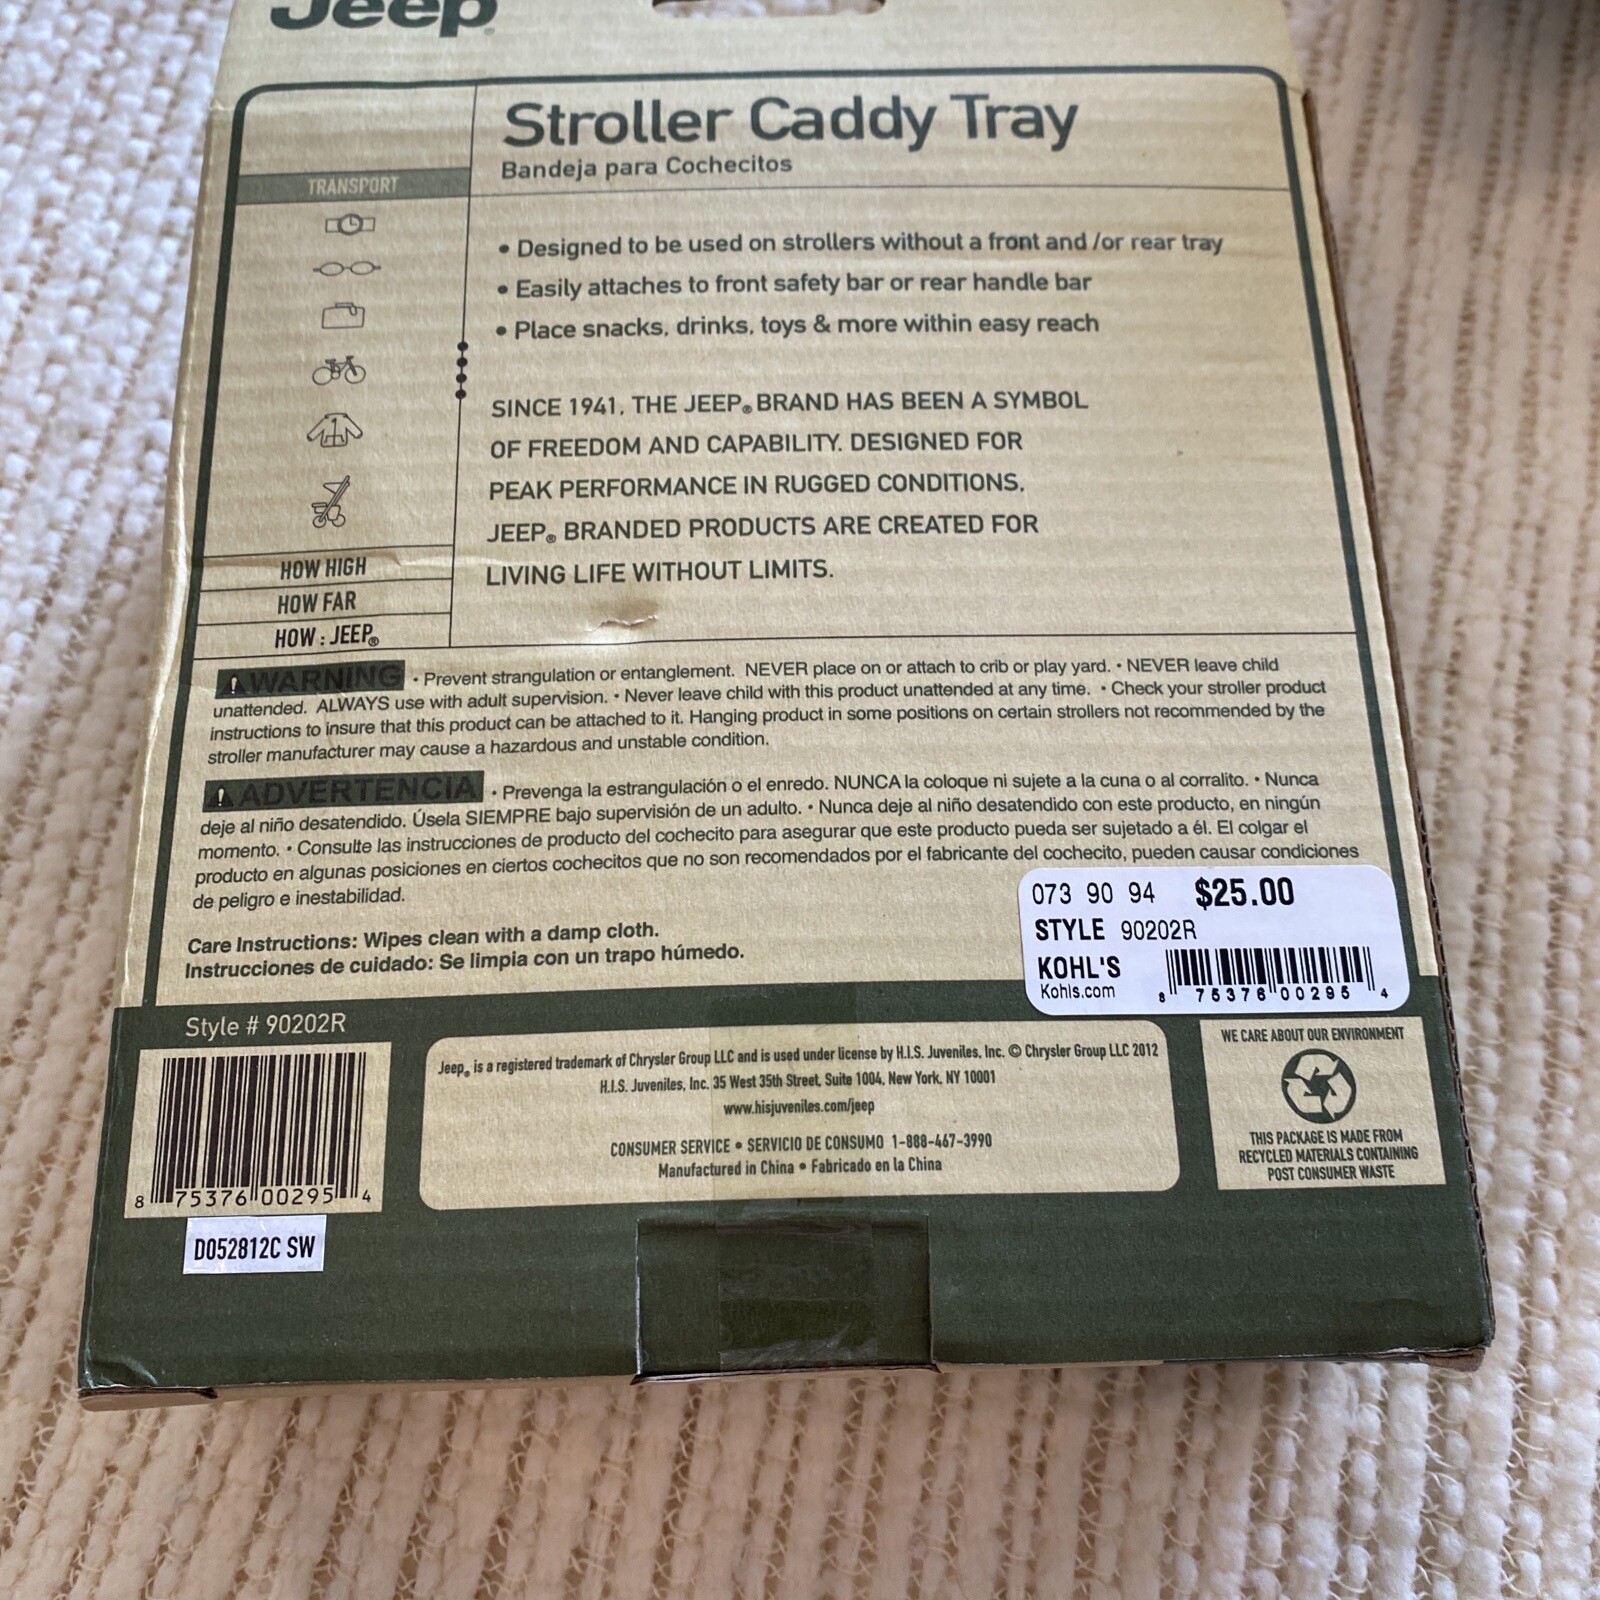 Jeep®
Stroller Caddy Tray
Bandeja para Cochecitos
TRANSPORT
• Designed to be used on strollers without a front and /or rear tray
• Easily attaches to front safety bar or rear handle bar
• Place snacks, drinks, toys & more within easy reach
SINCE 1941, THE JEEP® BRAND HAS BEEN A SYMBOL
OF FREEDOM AND CAPABILITY. DESIGNED FOR
PEAK PERFORMANCE IN RUGGED CONDITIONS,
JEEP® BRANDED PRODUCTS ARE CREATED FOR
LIVING LIFE WITHOUT LIMITS.
1
HOW HIGH
HOW FAR
HOW : JEEP®
WARNING • Prevent strangulation or entanglement. NEVER place on or attach to crib or play yard. • NEVER leave child
unattended. ALWAYS use with adult supervision. • Never leave child with this product unattended at any time. • Check your stroller product
instructions to insure that this product can be attached to it. Hanging product in some positions on certain strollers not recommended by the
stroller manufacturer may cause a hazardous and unstable condition.
ADVERTENCIA • Prevenga la estrangulación o el enredo. NUNCA la coloque ni sujete a la cuna o al corralito. • Nunca
deje al niño desatendido. Úsela SIEMPRE bajo supervisión de un adulto. • Nunca deje al niño desatendido con este producto, en ningún
momento. • Consulte las instrucciones de producto del cochecito para asegurar que este producto pueda ser sujetado a él. El colgar el
producto en algunas posiciones en ciertos cochecitos que no son recomendados por el fabricante del cochecito, pueden causar condiciones
de peligro e inestabilidad.
Care Instructions: Wipes clean with a damp cloth.
Instrucciones de cuidado: Se limpia con un trapo húmedo.
073 90 94 $25.00
STYLE 90202R
KOHL'S
Kohls.com
8 75376 00295 4
Style # 90202R
8 75376 00295 4
D052812C SW
Jeep® is a registered trademark of Chrysler Group LLC and is used under license by H.I.S. Juveniles, Inc. © Chrysler Group LLC 2012
H.I.S. Juveniles, Inc. 35 West 35th Street, Suite 1004, New York, NY 10001
www.hisjuveniles.com/jeep
CONSUMER SERVICE • SERVICIO DE CONSUMO 1-888-467-3990
Manufactured in China • Fabricado en la China
WE CARE ABOUT OUR ENVIRONMENT
THIS PACKAGE IS MADE FROM
RECYCLED MATERIALS CONTAINING
POST CONSUMER WASTE